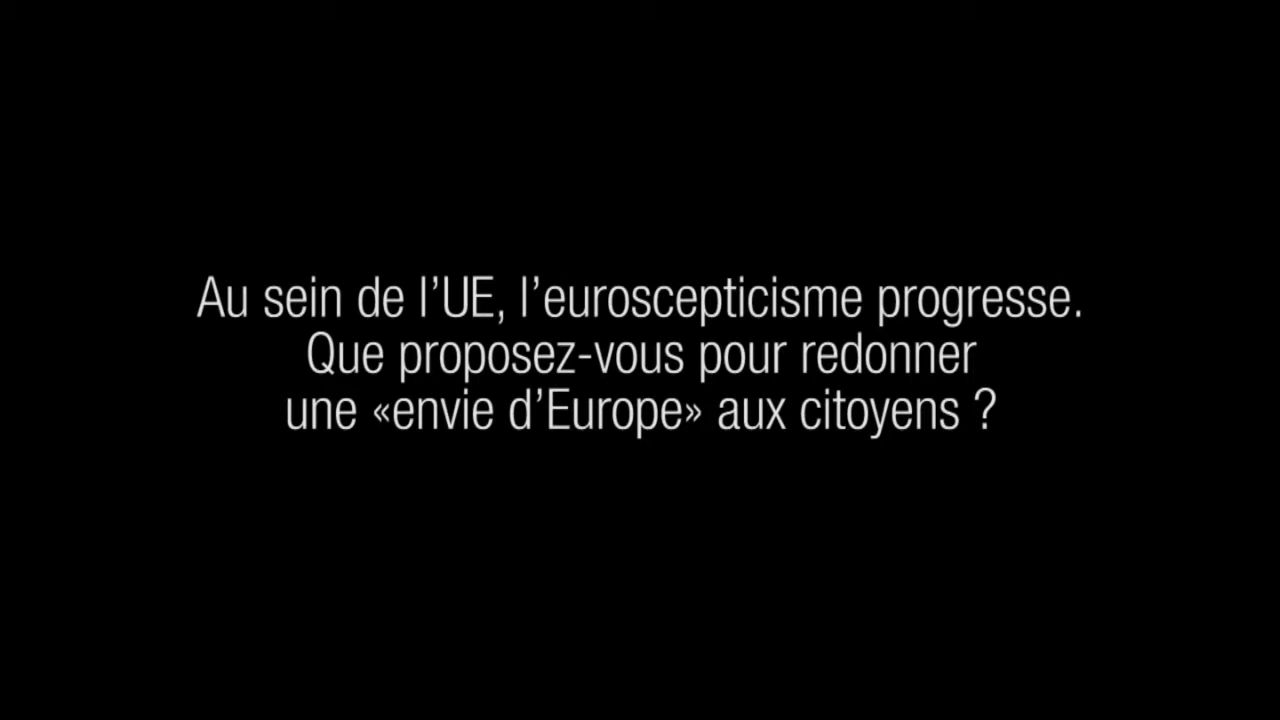 Au sein de l’UE, l’euroscepticisme progresse.
Que proposez-vous pour redonner
une «envie d’Europe» aux citoyens ?